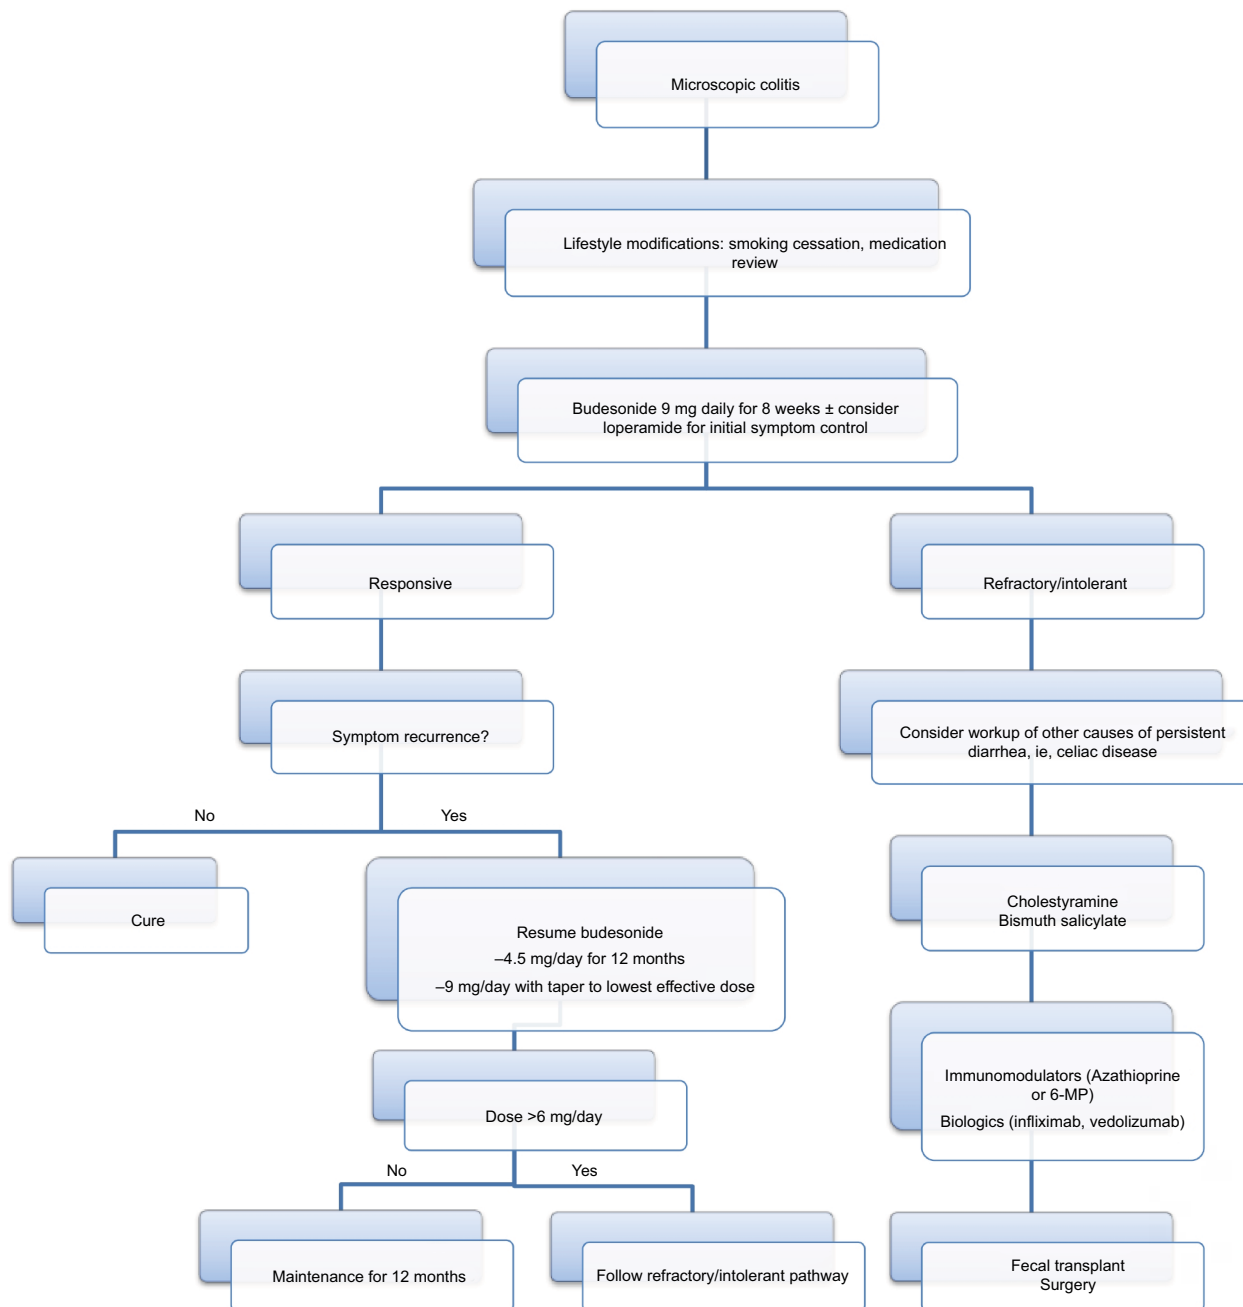 Microscopic colitis
Lifestyle modifications: smoking cessation, medication
review
Budesonide 9 mg daily for 8 weeks ± consider
loperamide for initial symptom control
Responsive
Refractory/intolerant
Symptom recurrence?
Consider workup of other causes of persistent
diarrhea, ie, celiac disease
No
Yes
Cure
Resume budesonide
–4.5 mg/day for 12 months
–9 mg/day with taper to lowest effective dose
Cholestyramine
Bismuth salicylate
Dose >6 mg/day
Immunomodulators (Azathioprine
or 6-MP)
Biologics (infliximab, vedolizumab)
No
Yes
Maintenance for 12 months
Follow refractory/intolerant pathway
Fecal transplant
Surgery